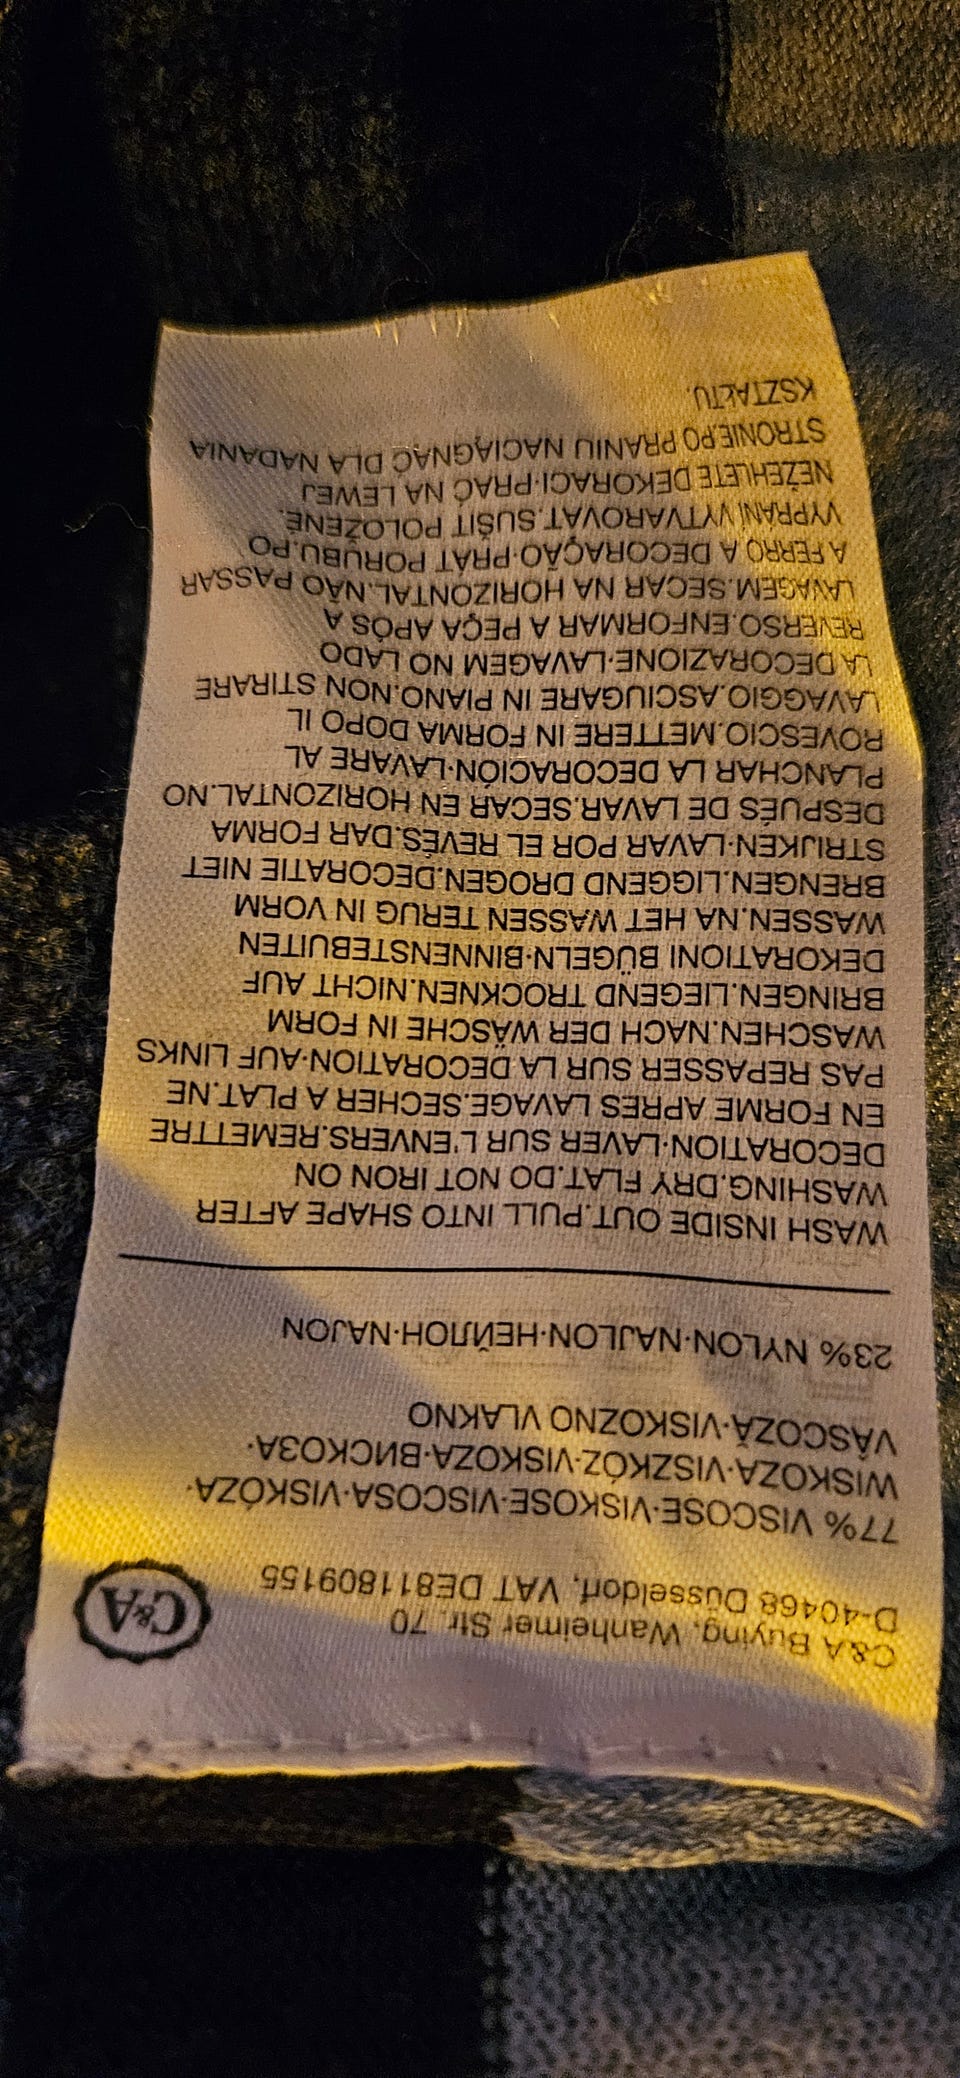 C&A
C&A Buying, Wanheimer Str. 70
D-40468 Düsseldorf, VAT DE811809155
77% VISCOSE·VISKOSE·VISCOSA·VISKÓZA·
WISKOZA·VISZKÓZ·VISKOZA·ВИСКОЗА·
VÂSCOZĂ·VISKOZNO VLAKNO
23% NYLON·NAJLON·НЕЙЛОН·NAJON
WASH INSIDE OUT.PULL INTO SHAPE AFTER
WASHING.DRY FLAT.DO NOT IRON ON
DECORATION·LAVER SUR L'ENVERS.REMETTRE
EN FORME APRES LAVAGE.SECHER A PLAT.NE
PAS REPASSER SUR LA DECORATION·AUF LINKS
WASCHEN.NACH DER WÄSCHE IN FORM
BRINGEN.LIEGEND TROCKNEN.NICHT AUF
DEKORATIONI BÜGELN·BINNENSTEBUITEN
WASSEN.NA HET WASSEN TERUG IN VORM
BRENGEN.LIGGEND DROGEN.DECORATIE NIET
STRIJKEN·LAVAR POR EL REVÉS.DAR FORMA
DESPUÉS DE LAVAR.SECAR EN HORIZONTAL.NO
PLANCHAR LA DECORACIÓN·LAVARE AL
ROVESCIO.METTERE IN FORMA DOPO IL
LAVAGGIO.ASCIUGARE IN PIANO.NON STIRARE
LA DECORAZIONE·LAVAGEM NO LADO
REVERSO.ENFORMAR A PEÇA APÓS A
LAVAGEM.SECAR NA HORIZONTAL.NÃO PASSAR
A FERRO A DECORAÇÃO·PRÁT PORUBU.PO
VYPRÁNÍ VYTVAROVAT.SUŠIT POLOŽENÉ.
NEŽEHLETE DEKORACI·PRAĆ NA LEWEJ
STRONIE.PO PRANIU NACIĄGNĄĆ DLA NADANIA
KSZTAŁTU.